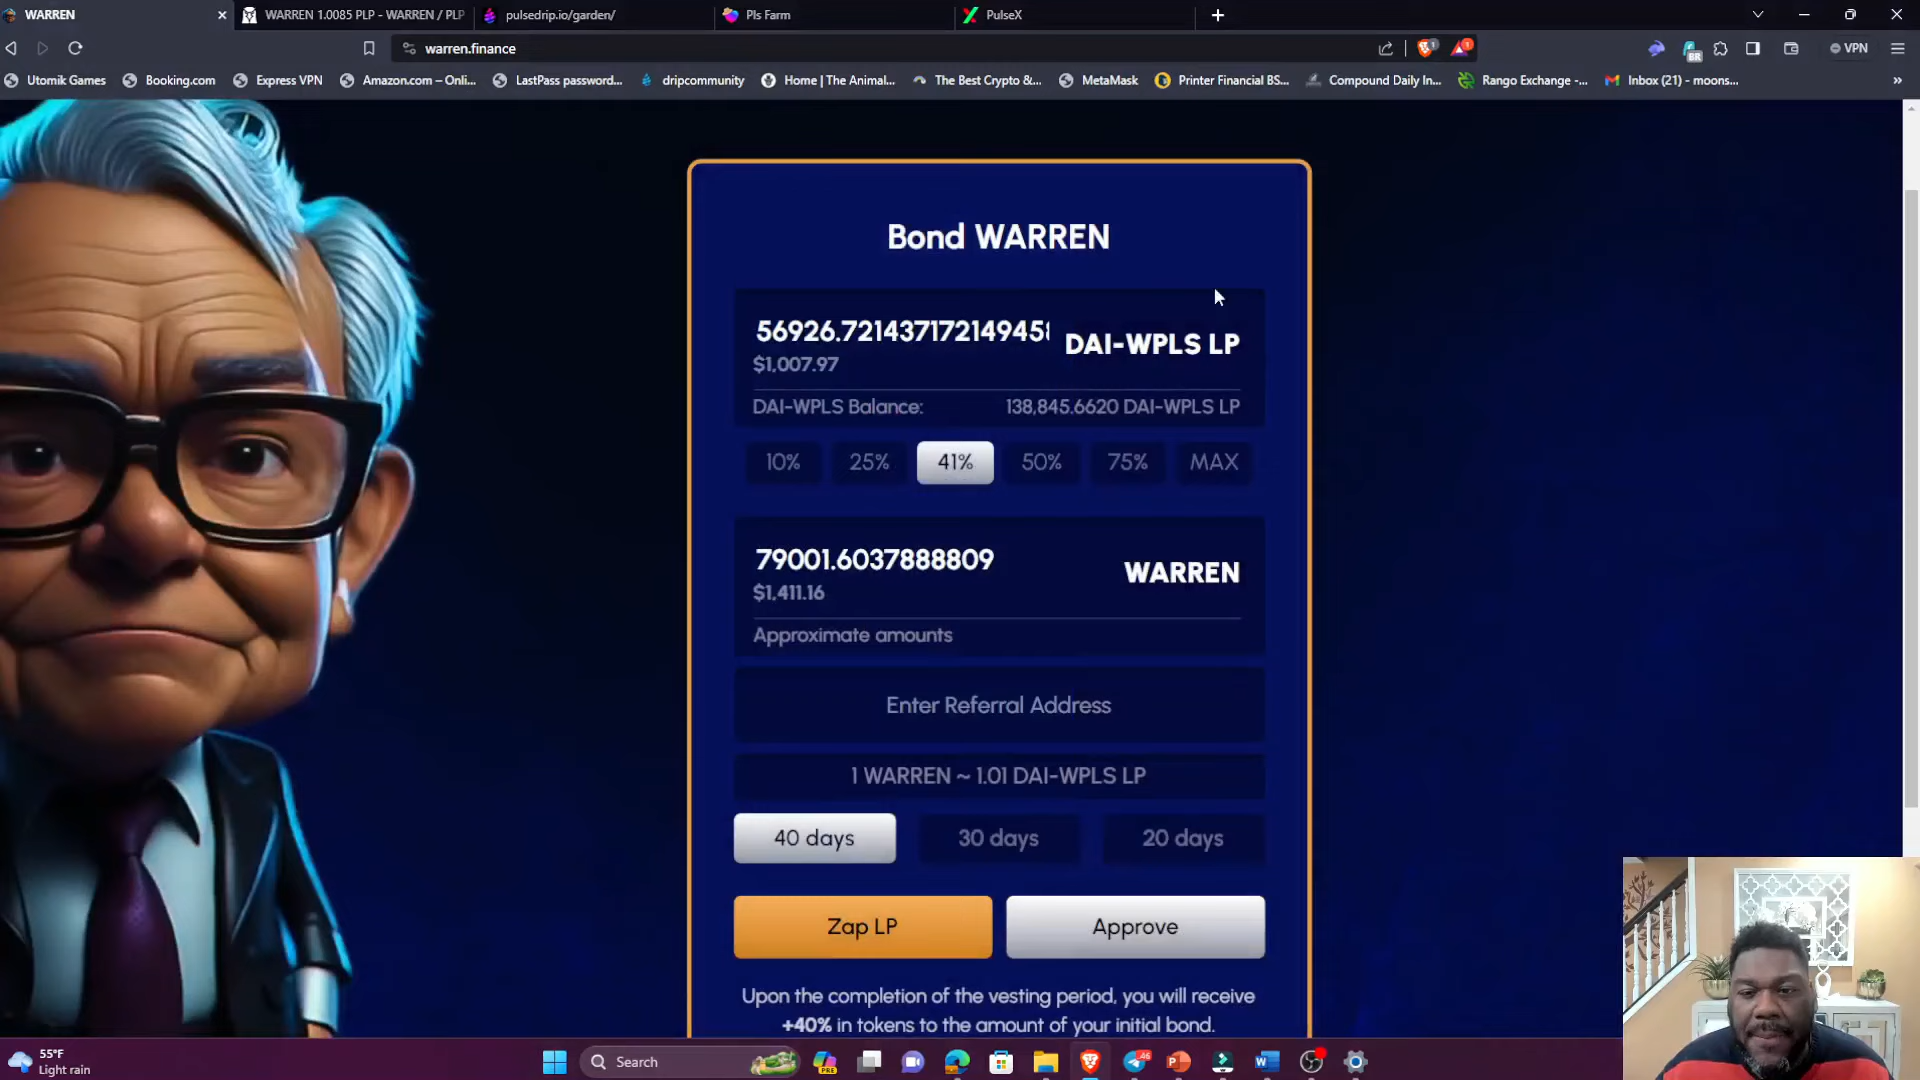 WARREN
WARREN 1.0085 PLP - WARREN / PLP
pulsedrip.io/garden/
Pls Farm
PulseX
warren.finance
1
1
BR
VPN
Utomik Games
Booking.com
Express VPN
Amazon.com – Onli...
LastPass password...
dripcommunity
Home | The Animal...
The Best Crypto &...
MetaMask
Printer Financial BS...
Compound Daily In...
Rango Exchange -...
Inbox (21) - moons...
Bond WARREN
56926.721437172149458
DAI-WPLS LP
$1,007.97
DAI-WPLS Balance:
138,845.6620 DAI-WPLS LP
10%
25%
41%
50%
75%
MAX
79001.6037888809
WARREN
$1,411.16
Approximate amounts
Enter Referral Address
1 WARREN ~ 1.01 DAI-WPLS LP
40 days
30 days
20 days
Zap LP
Approve
Upon the completion of the vesting period, you will receive
+40% in tokens to the amount of your initial bond.
55°F
Light rain
Search
PRE